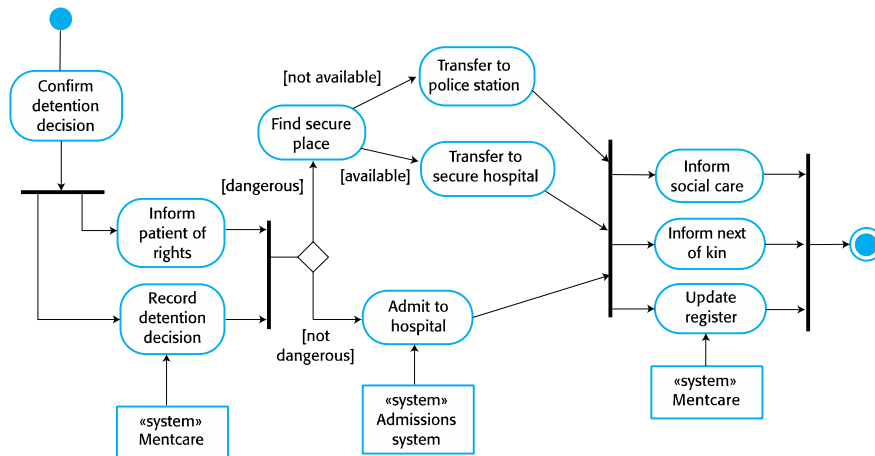 Confirm
detention
decision
Inform
patient of
rights
Record
detention
decision
«system»
Mentcare
[dangerous]
[not
dangerous]
Find secure
place
[not available]
[available]
Transfer to
police station
Transfer to
secure hospital
Admit to
hospital
«system»
Admissions
system
Inform
social care
Inform next
of kin
Update
register
«system»
Mentcare